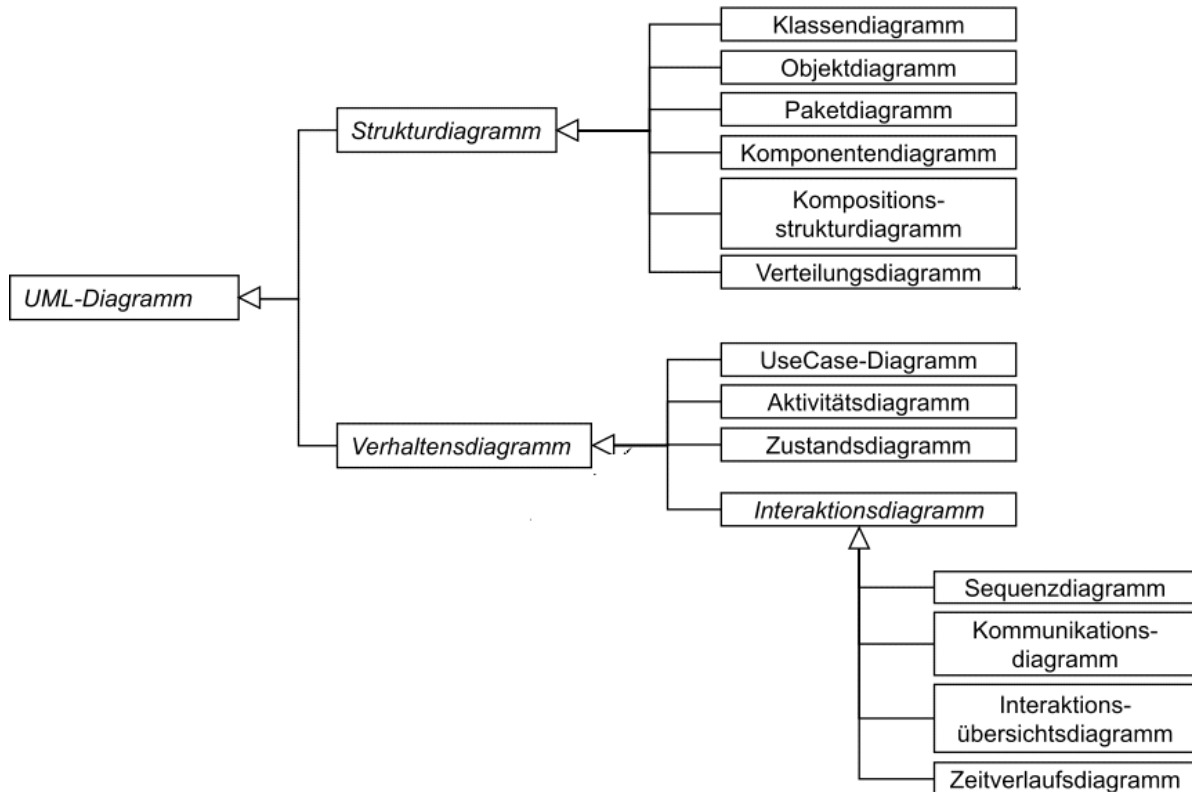 Klassendiagramm
Objektdiagramm
Paketdiagramm
Strukturdiagramm
Komponentendiagramm
Kompositions-
strukturdiagramm
Verteilungsdiagramm
UML-Diagramm
UseCase-Diagramm
Aktivitätsdiagramm
Verhaltensdiagramm
Zustandsdiagramm
Interaktionsdiagramm
Sequenzdiagramm
Kommunikations-
diagramm
Interaktions-
übersichtsdiagramm
Zeitverlaufsdiagramm